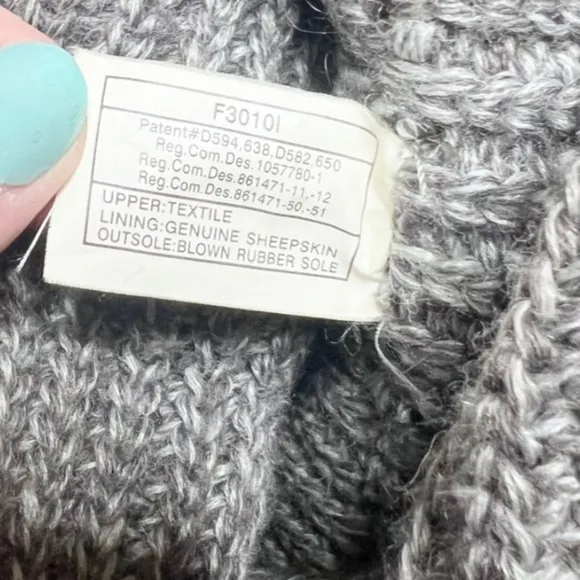 F3010I
Patent#D594,638,D582,650
Reg.Com.Des.1057780-1
Reg.Com.Des.861471-11,-12
Reg.Com.Des.861471-50,-51
UPPER:TEXTILE
LINING:GENUINE SHEEPSKIN
OUTSOLE:BLOWN RUBBER SOLE